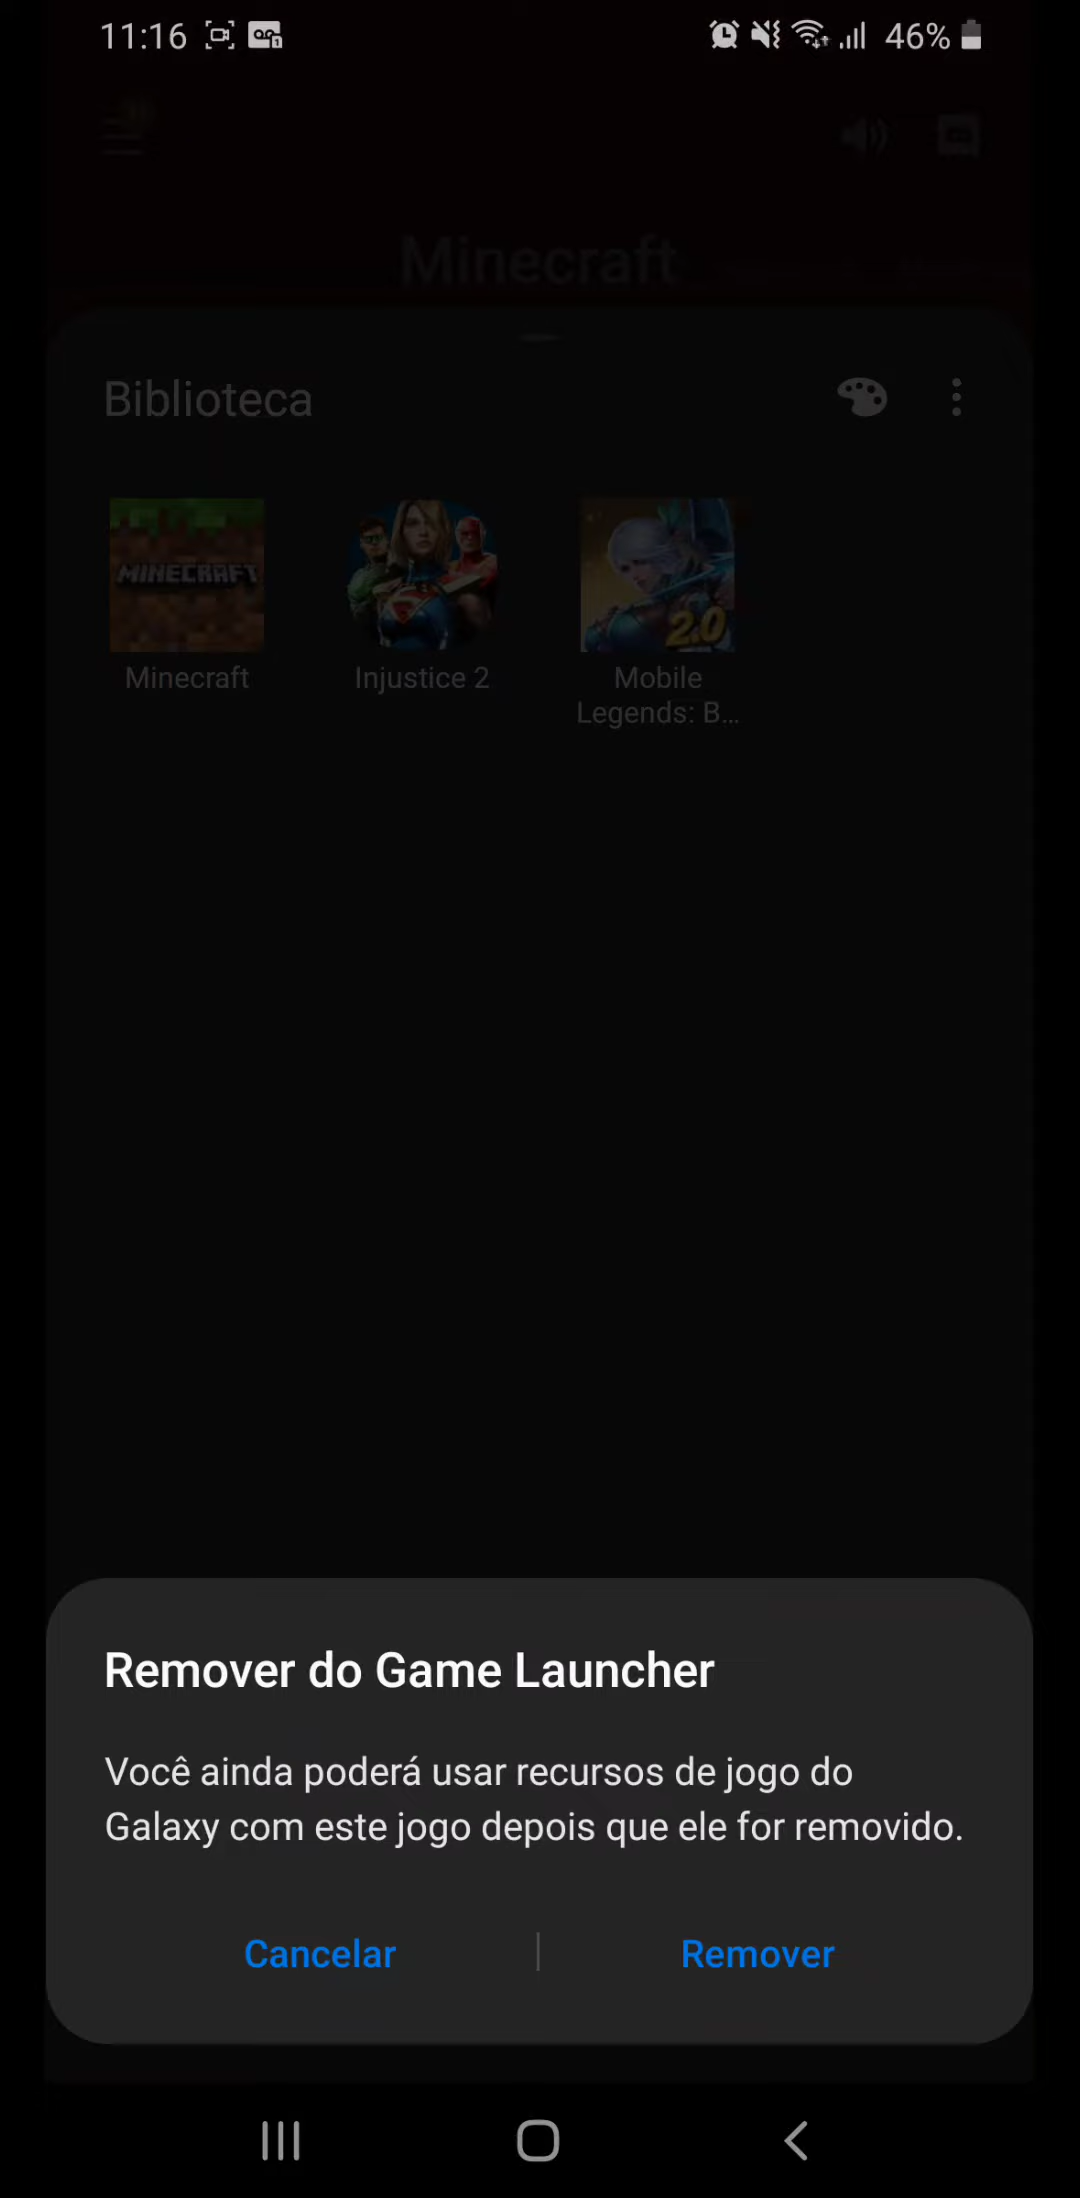 11:16
46%
Minecraft
Biblioteca
MINECRAFT
2.0
Minecraft
Injustice 2
Mobile
Legends: B...
Remover do Game Launcher
Você ainda poderá usar recursos de jogo do
Galaxy com este jogo depois que ele for removido.
Cancelar
Remover